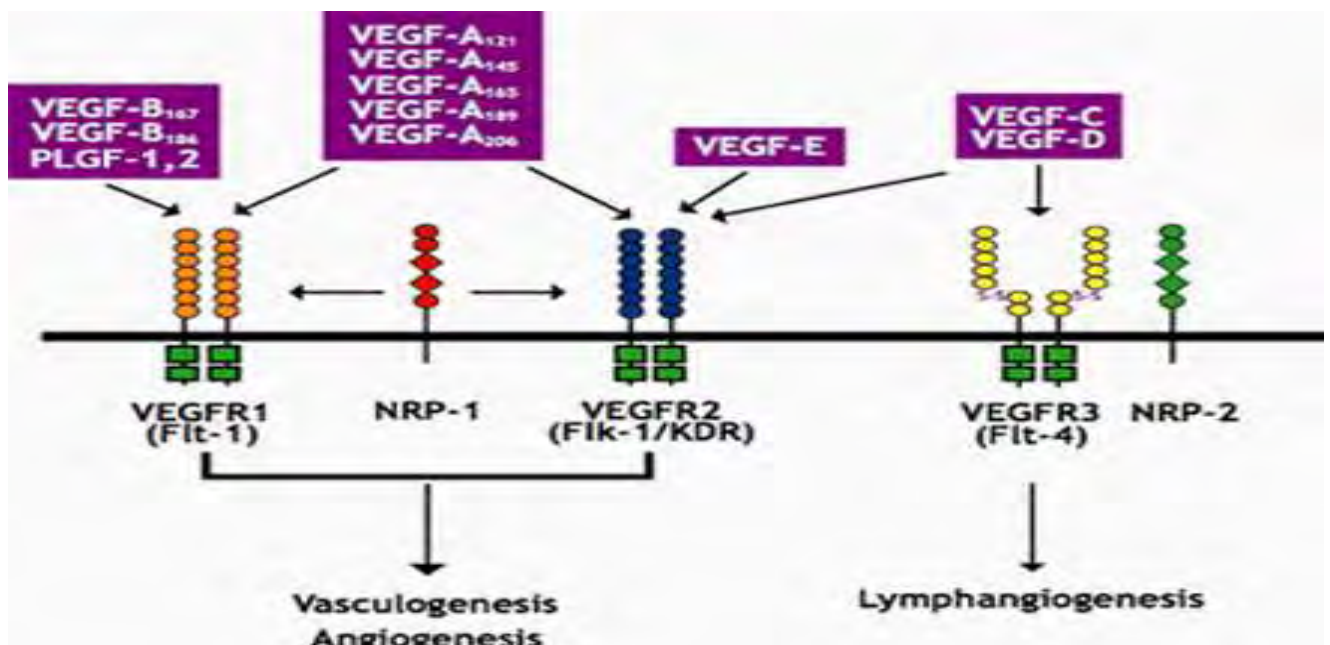 VEGF-A₁₂₁
VEGF-A₁₄₅
VEGF-A₁₆₅
VEGF-A₁₈₉
VEGF-A₂₀₆
VEGF-B₁₆₇
VEGF-B₁₈₆
PLGF-1,2
VEGF-E
VEGF-C
VEGF-D
VEGFR1
(Flt-1)
NRP-1
VEGFR2
(Flk-1/KDR)
VEGFR3
(Flt-4)
NRP-2
Vasculogenesis
Angiogenesis
Lymphangiogenesis